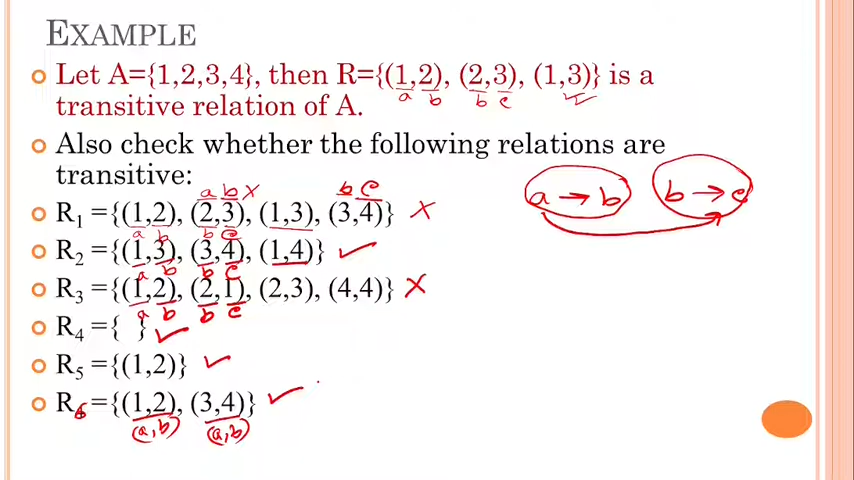 EXAMPLE
Let A={1,2,3,4}, then R={(1,2), (2,3), (1,3)} is a
a b b c ✓
transitive relation of A.
Also check whether the following relations are
transitive:
a b x b c
R₁ ={(1,2), (2,3), (1,3), (3,4)} ✗
a b b c
R₂ ={(1,3), (3,4), (1,4)} ✓
a b b c
R₃ ={(1,2), (2,1), (2,3), (4,4)} ✗
a b b c
R₄ ={ } ✓
R₅ ={(1,2)} ✓
R₆ ={(1,2), (3,4)} ✓
(a,b) (a,b)
a → b b → c